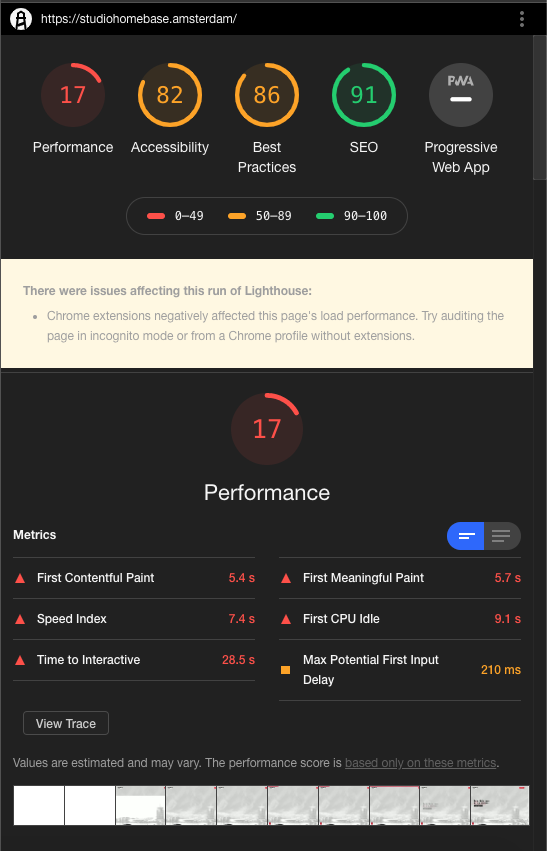 https://studiohomebase.amsterdam/
17
82
86
91
PWA
Performance
Accessibility
Best
Practices
SEO
Progressive
Web App
0–49
50–89
90–100
There were issues affecting this run of Lighthouse:
• Chrome extensions negatively affected this page's load performance. Try auditing the
page in incognito mode or from a Chrome profile without extensions.
17
Performance
Metrics
First Contentful Paint 5.4 s
First Meaningful Paint 5.7 s
Speed Index 7.4 s
First CPU Idle 9.1 s
Time to Interactive 28.5 s
Max Potential First Input
Delay
210 ms
View Trace
Values are estimated and may vary. The performance score is based only on these metrics.